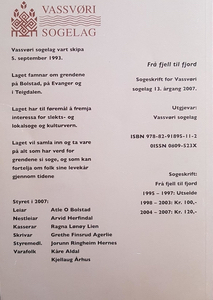 VASSVØRI
SOGELAG
Vassvøri sogelag vart skipa
5. september 1993.
Laget famnar om grendene
på Bolstad, på Evanger og
i Teigdalen.
Laget har til føremål å fremja
interessa for slekts- og
lokalsoge og kulturvern.
Laget vil samla inn og ta vare
på alt som har verd for
grendene si soge, og som kan
fortelja om folk sine levekår
gjennom tidene
Styret i 2007:
Leiar Atle O Bolstad
Nestleiar Arvid Herfindal
Kasserar Ragna Lønøy Lien
Skrivar Grethe Finsrud Agerlie
Styremedl. Jorunn Ringheim Hernes
Varafolk Kåre Aldal
Kjellaug Århus
Frå fjell til fjord
Sogeskrift for Vassvøri
sogelag 13. årgang 2007.
Utgjevar:
Vassvøri sogelag
ISBN 978-82-91895-11-2
0ISSN 0809-523X
Sogeskrift:
Frå fjell til fjord
1995 – 1997: Utselde
1998 – 2003: Kr. 100,-
2004 – 2007: Kr. 120,-